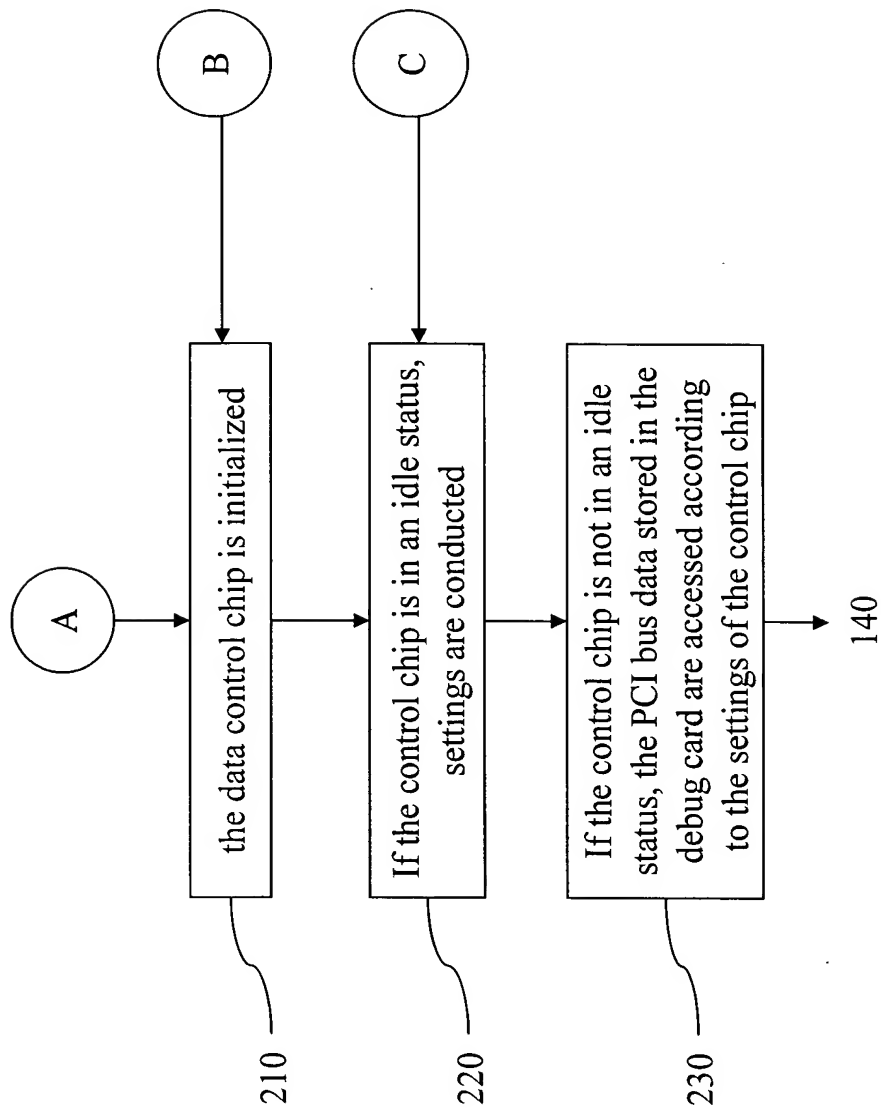 A
B
210
the data control chip is initialized
C
220
If the control chip is in an idle status,
settings are conducted
230
If the control chip is not in an idle
status, the PCI bus data stored in the
debug card are accessed according
to the settings of the control chip
140